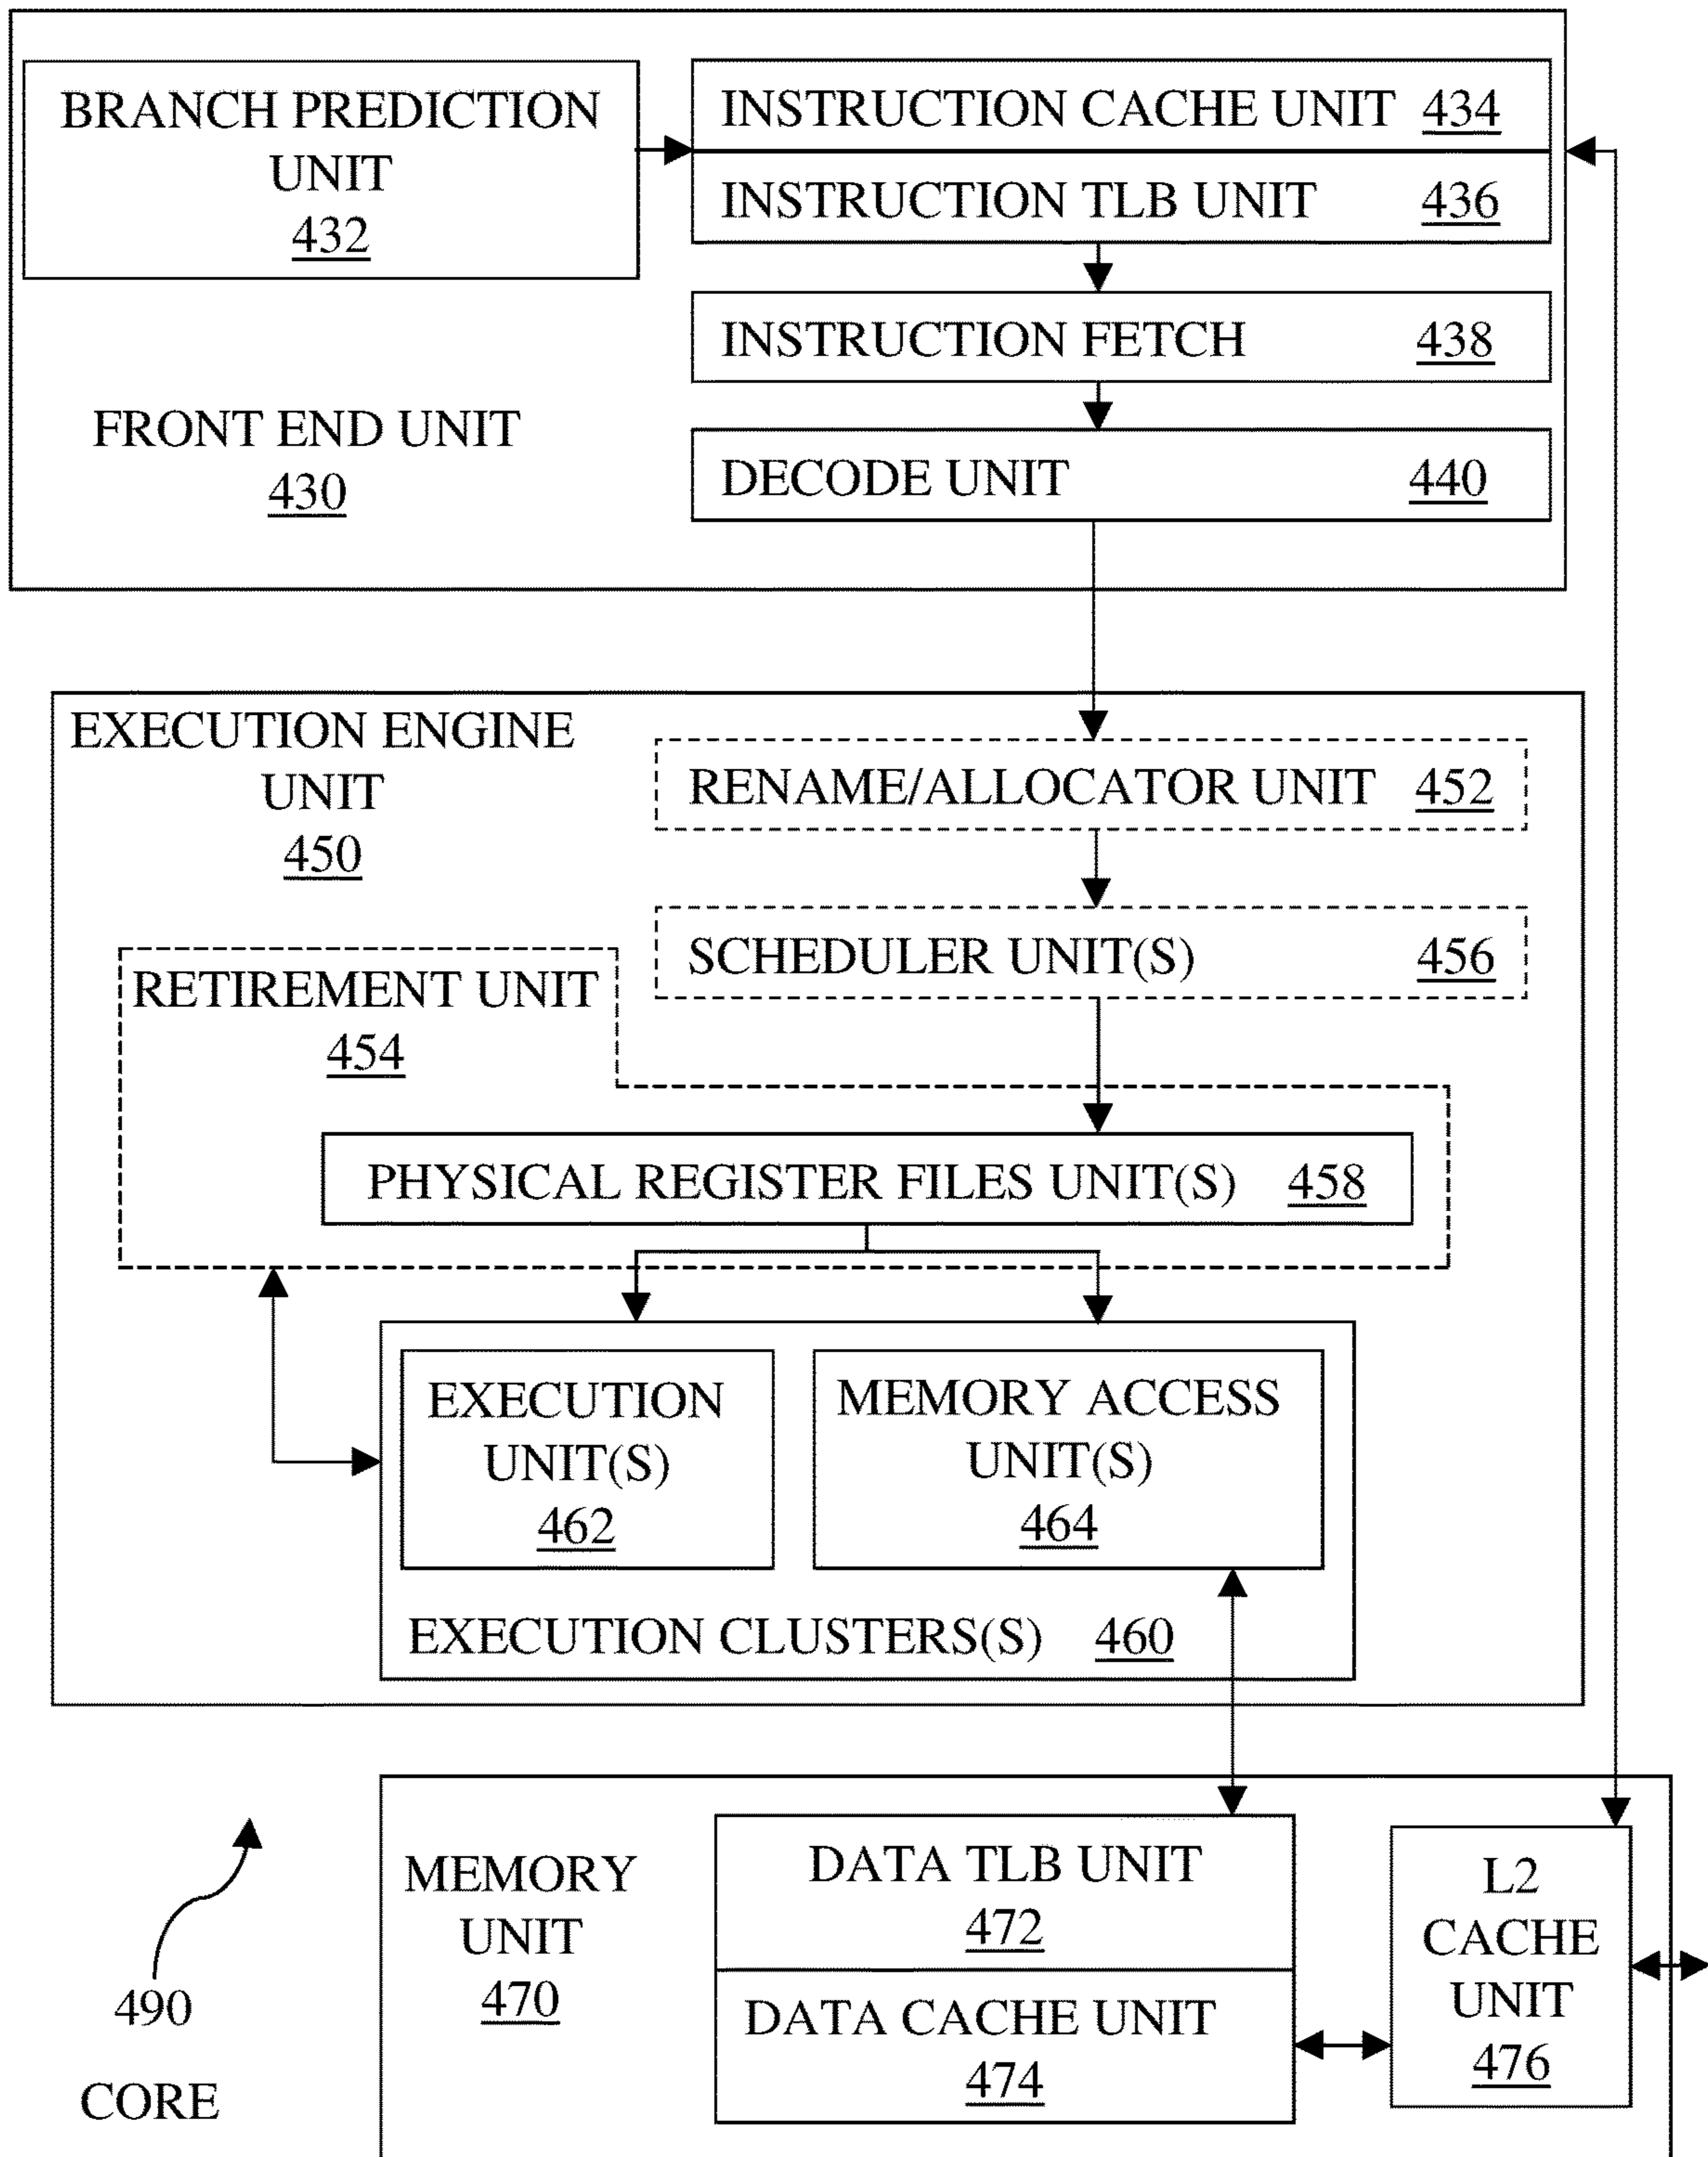 BRANCH PREDICTION
UNIT
432
INSTRUCTION CACHE UNIT 434
INSTRUCTION TLB UNIT 436
INSTRUCTION FETCH 438
FRONT END UNIT
430
DECODE UNIT 440
EXECUTION ENGINE
UNIT
450
RENAME/ALLOCATOR UNIT 452
SCHEDULER UNIT(S) 456
RETIREMENT UNIT
454
PHYSICAL REGISTER FILES UNIT(S) 458
EXECUTION
UNIT(S)
462
MEMORY ACCESS
UNIT(S)
464
EXECUTION CLUSTERS(S) 460
490
CORE
MEMORY
UNIT
470
DATA TLB UNIT
472
DATA CACHE UNIT
474
L2
CACHE
UNIT
476